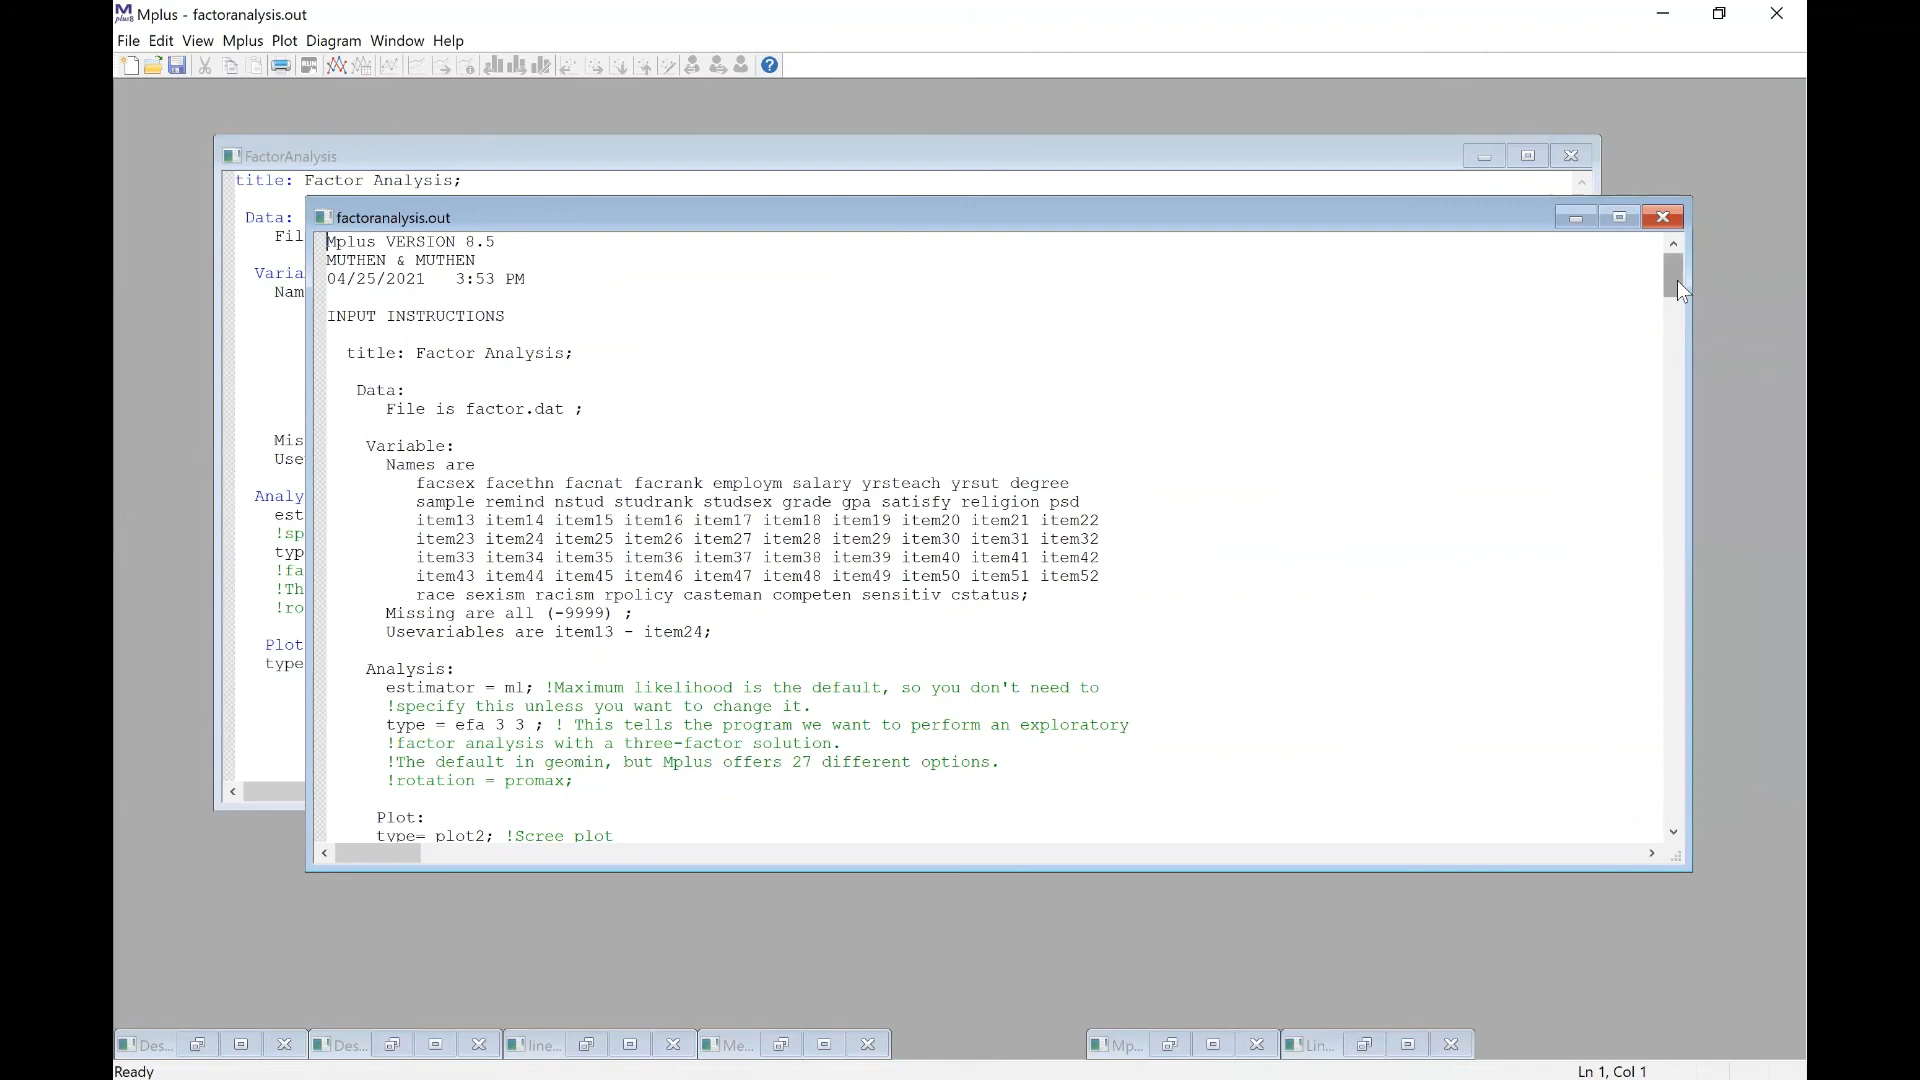 Mplus - factoranalysis.out
File Edit View Mplus Plot Diagram Window Help
RUN
FactorAnalysis
title: Factor Analysis;
Data:
Fil
Varia
Nam
Mis
Use
Analy
est
!sp
typ
!fa
!Th
!ro
Plot
type
factoranalysis.out
Mplus VERSION 8.5
MUTHEN & MUTHEN
04/25/2021 3:53 PM
INPUT INSTRUCTIONS
title: Factor Analysis;
Data:
File is factor.dat ;
Variable:
Names are
facsex facethn facnat facrank employm salary yrsteach yrsut degree
sample remind nstud studrank studsex grade gpa satisfy religion psd
item13 item14 item15 item16 item17 item18 item19 item20 item21 item22
item23 item24 item25 item26 item27 item28 item29 item30 item31 item32
item33 item34 item35 item36 item37 item38 item39 item40 item41 item42
item43 item44 item45 item46 item47 item48 item49 item50 item51 item52
race sexism racism rpolicy casteman competen sensitiv cstatus;
Missing are all (-9999) ;
Usevariables are item13 - item24;
Analysis:
estimator = ml; !Maximum likelihood is the default, so you don't need to
!specify this unless you want to change it.
type = efa 3 3 ; ! This tells the program we want to perform an exploratory
!factor analysis with a three-factor solution.
!The default in geomin, but Mplus offers 27 different options.
!rotation = promax;
Plot:
type= plot2; !Scree plot
Des... Des... line... Me... Mp... Lin...
Ready Ln 1, Col 1